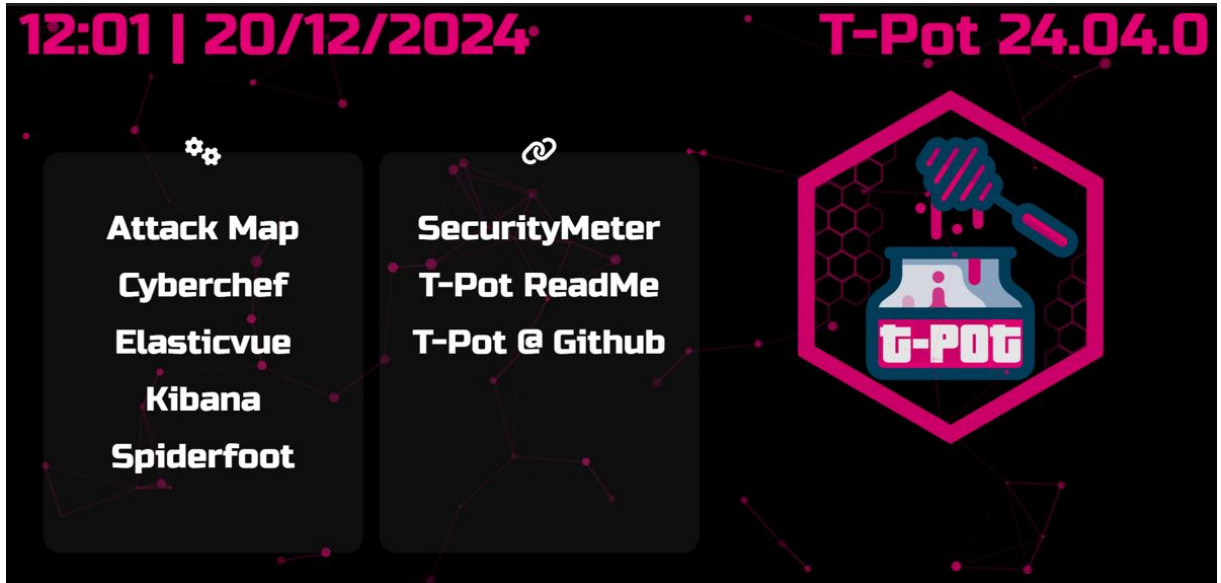 12:01 | 20/12/2024
T-Pot 24.04.0
Attack Map
Cyberchef
Elasticvue
Kibana
Spiderfoot
SecurityMeter
T-Pot ReadMe
T-Pot @ Github
t-POt